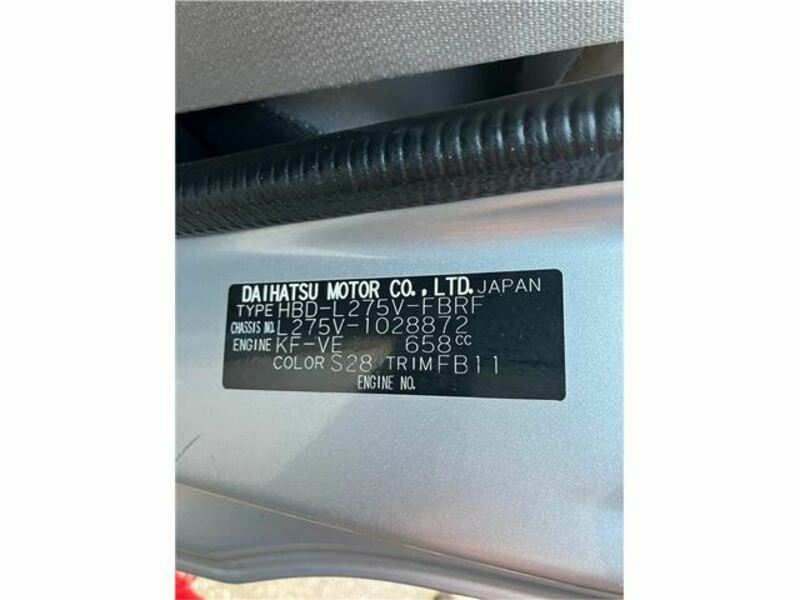 DAIHATSU MOTOR CO., LTD. JAPAN
TYPE HBD-L275V-FBRF
CHASSIS NO. L275V-1028872
ENGINE KF-VE 658cc
COLOR S28 TRIM FB11
ENGINE NO.